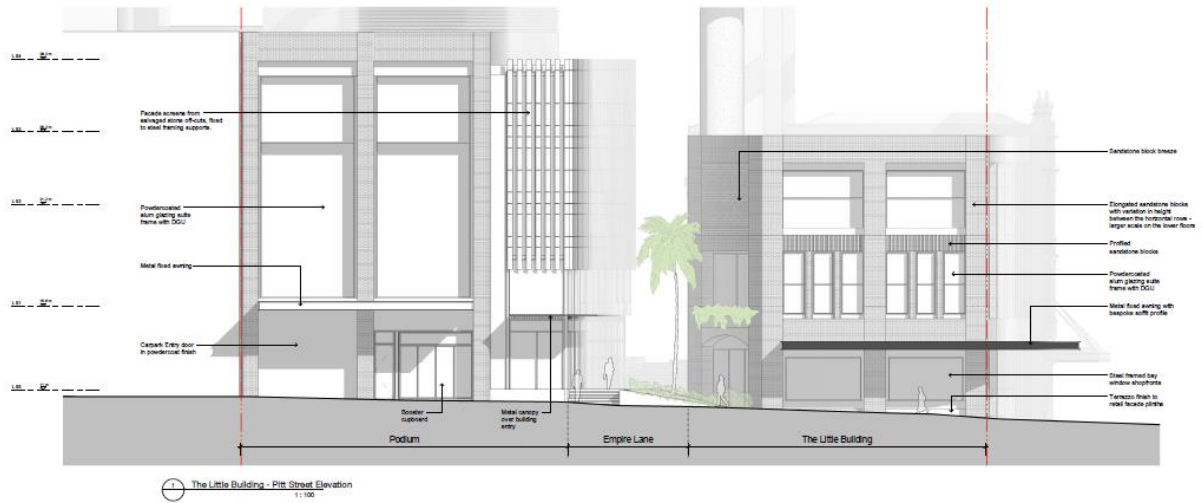 Facade screens from
salvaged stone off-cuts, fixed
to steel framing supports.
Powdercoated
alum glazing suite
frame with DGU
Metal fixed awning
Carpark Entry door
in powdercoat finish
Booster
cupboard
Metal canopy
over building
entry
Sandstone block breeze
Elongated sandstone blocks
with variation in height
between the horizontal rows -
larger scale on the lower floors
Profiled
sandstone blocks
Powdercoated
alum glazing suite
frame with DGU
Metal fixed awning with
bespoke soffit profile
Steel framed bay
window shopfronts
Terrazzo finish to
retail facade plinths
Podium
Empire Lane
The Little Building
1
The Little Building - Pitt Street Elevation
1 : 100